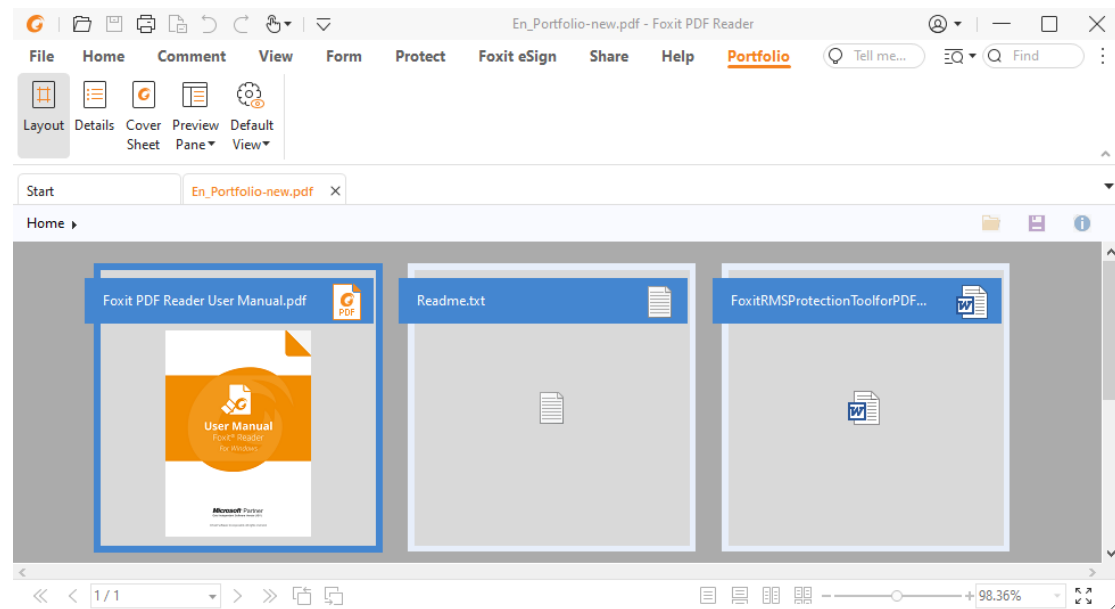 En_Portfolio-new.pdf - Foxit PDF Reader
File Home Comment View Form Protect Foxit eSign Share Help Portfolio Tell me... Find
Layout Details Cover Sheet Preview Pane Default View
Start En_Portfolio-new.pdf
Home
Foxit PDF Reader User Manual.pdf PDF Readme.txt FoxitRMSProtectionToolforPDF...
User Manual
Foxit® Reader
For Windows
Microsoft Partner
1 / 1 98.36%